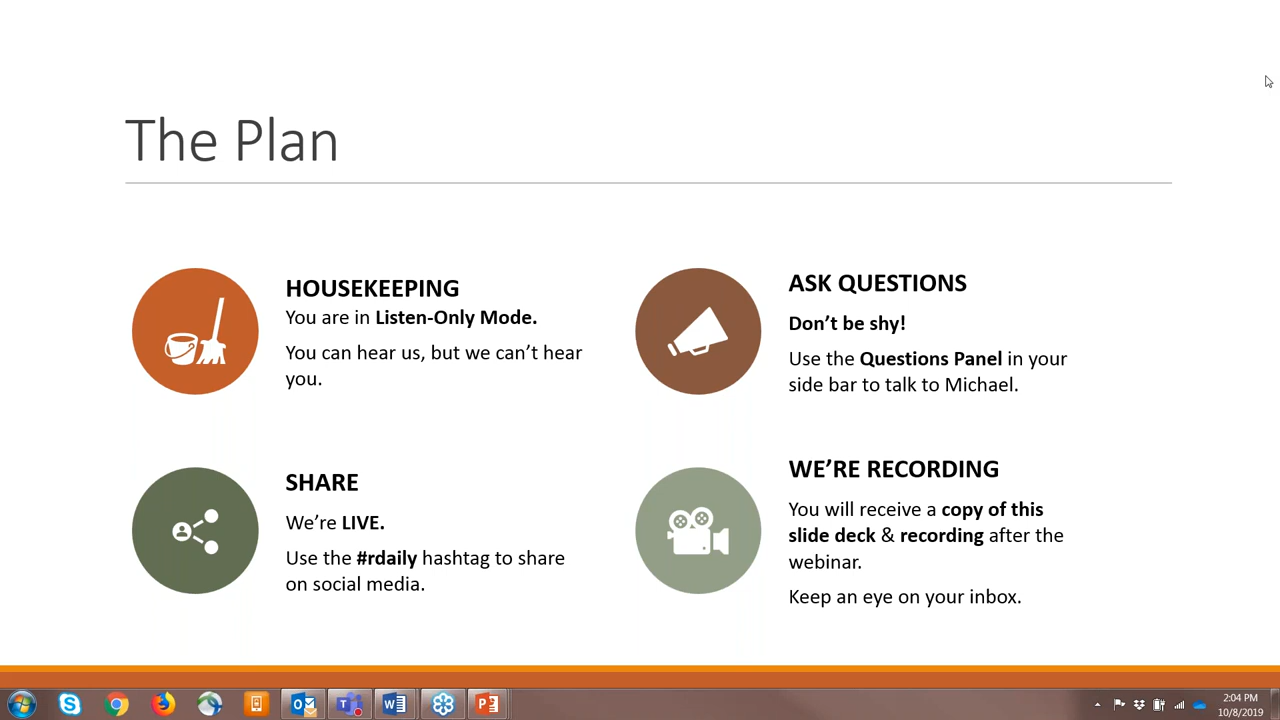 The Plan
HOUSEKEEPING
You are in Listen-Only Mode.
You can hear us, but we can’t hear
you.
ASK QUESTIONS
Don’t be shy!
Use the Questions Panel in your
side bar to talk to Michael.
SHARE
We’re LIVE.
Use the #rdaily hashtag to share
on social media.
WE’RE RECORDING
You will receive a copy of this
slide deck & recording after the
webinar.
Keep an eye on your inbox.
2:04 PM
10/8/2019